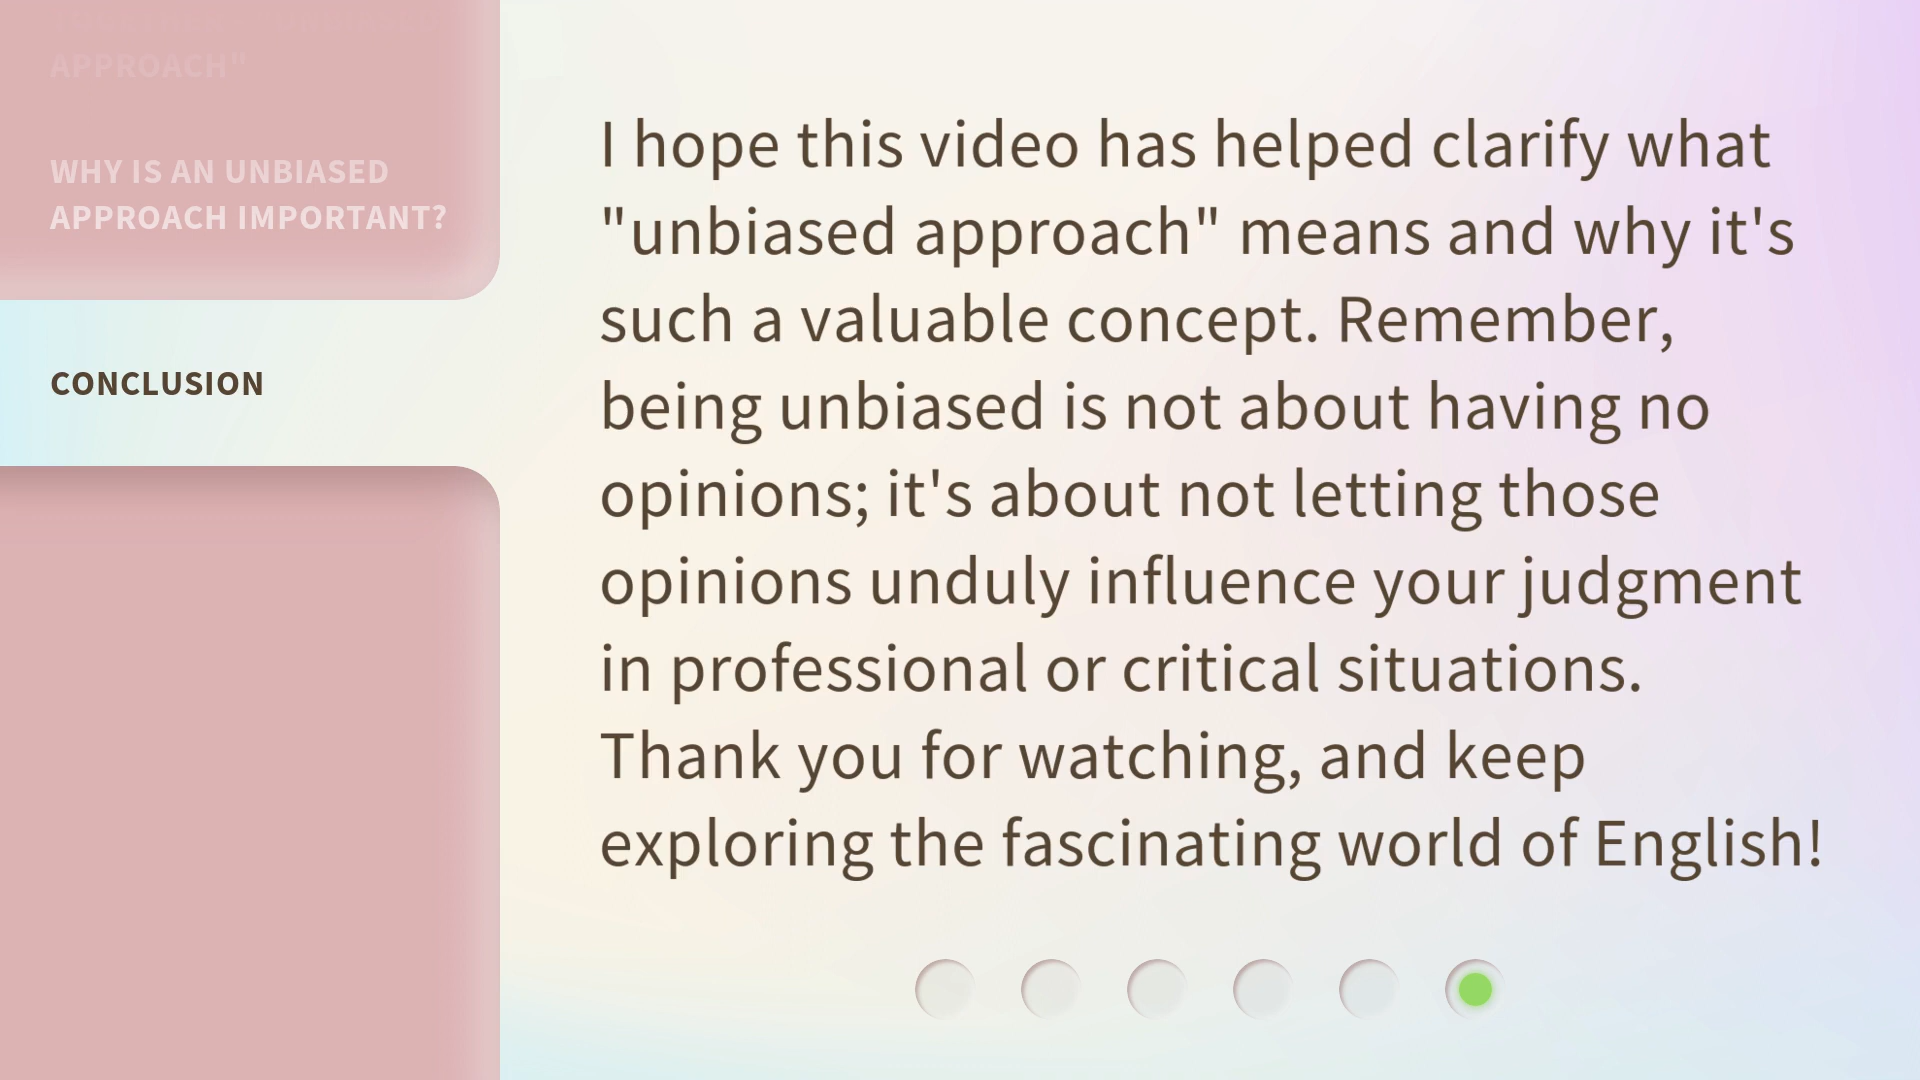 APPROACH"
WHY IS AN UNBIASED
APPROACH IMPORTANT?
CONCLUSION
I hope this video has helped clarify what
"unbiased approach" means and why it's
such a valuable concept. Remember,
being unbiased is not about having no
opinions; it's about not letting those
opinions unduly influence your judgment
in professional or critical situations.
Thank you for watching, and keep
exploring the fascinating world of English!